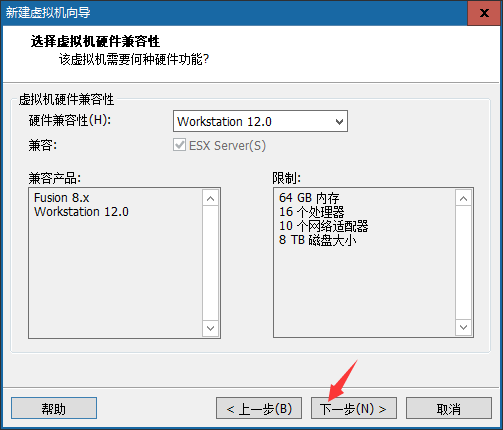 新建虚拟机向导
选择虚拟机硬件兼容性
该虚拟机需要何种硬件功能?
虚拟机硬件兼容性
硬件兼容性(H): Workstation 12.0
兼容: ESX Server(S)
兼容产品: 限制:
Fusion 8.x
Workstation 12.0
64 GB 内存
16 个处理器
10 个网络适配器
8 TB 磁盘大小
帮助 < 上一步(B) 下一步(N) > 取消